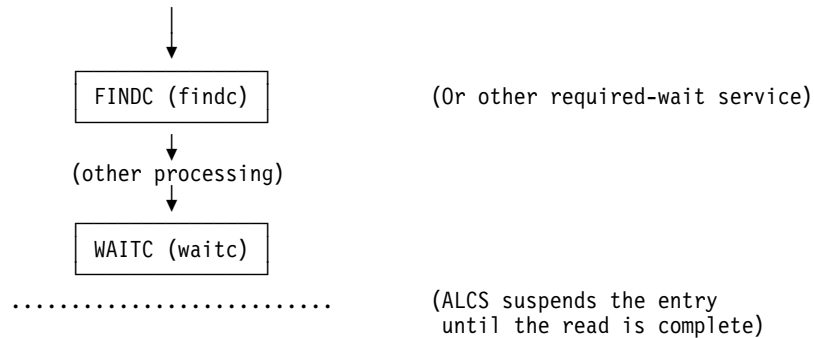 FINDC (findc) (Or other required-wait service)
(other processing)
WAITC (waitc)
................................ (ALCS suspends the entry
until the read is complete)